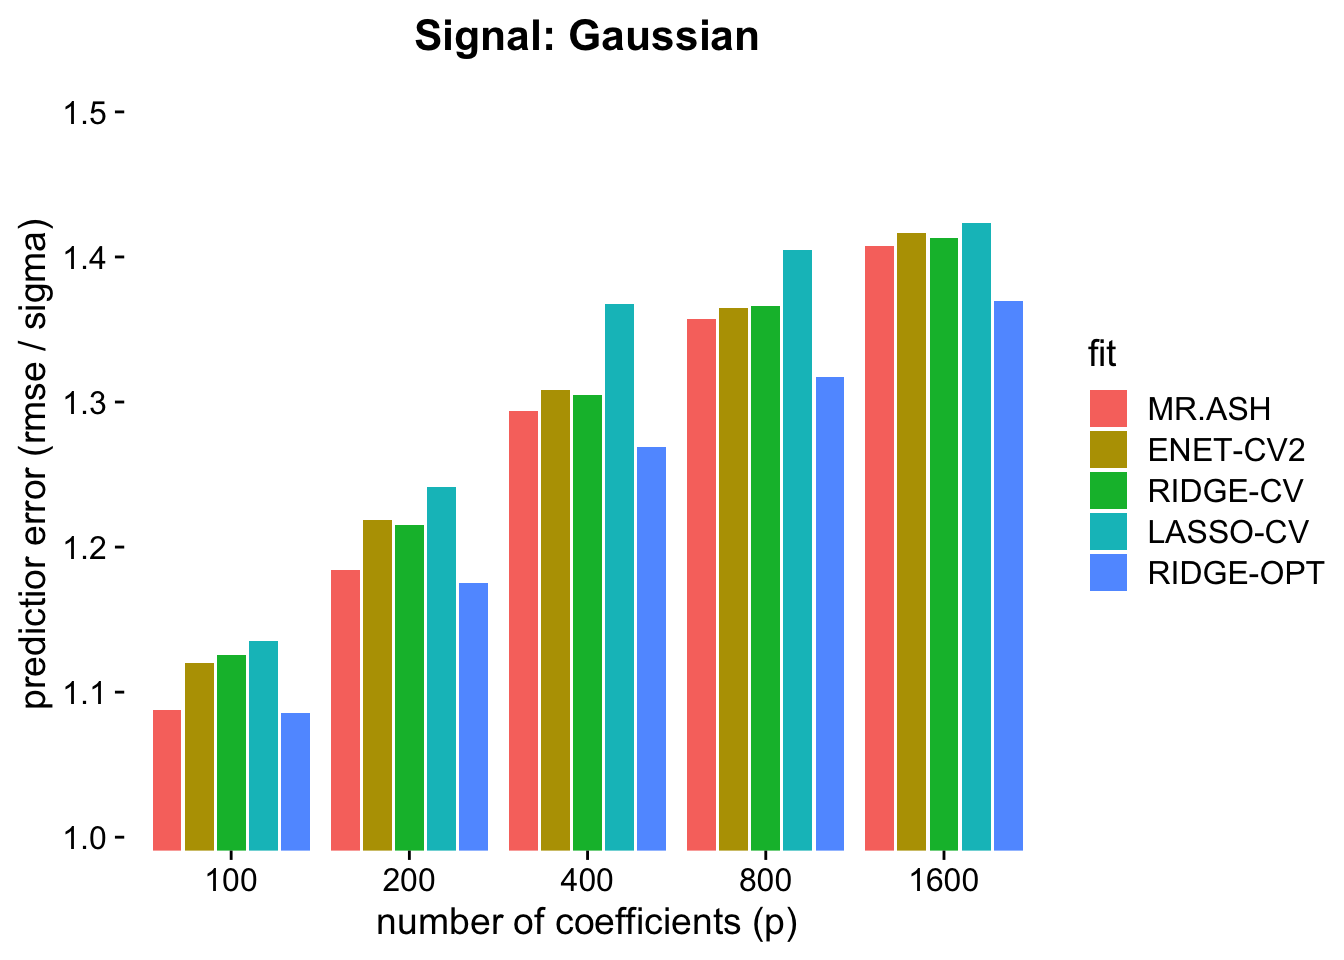 Signal: Gaussian
predictior error (rmse / sigma)
1.5
1.4
1.3
1.2
1.1
1.0
100 200 400 800 1600
number of coefficients (p)
fit
MR.ASH
ENET-CV2
RIDGE-CV
LASSO-CV
RIDGE-OPT